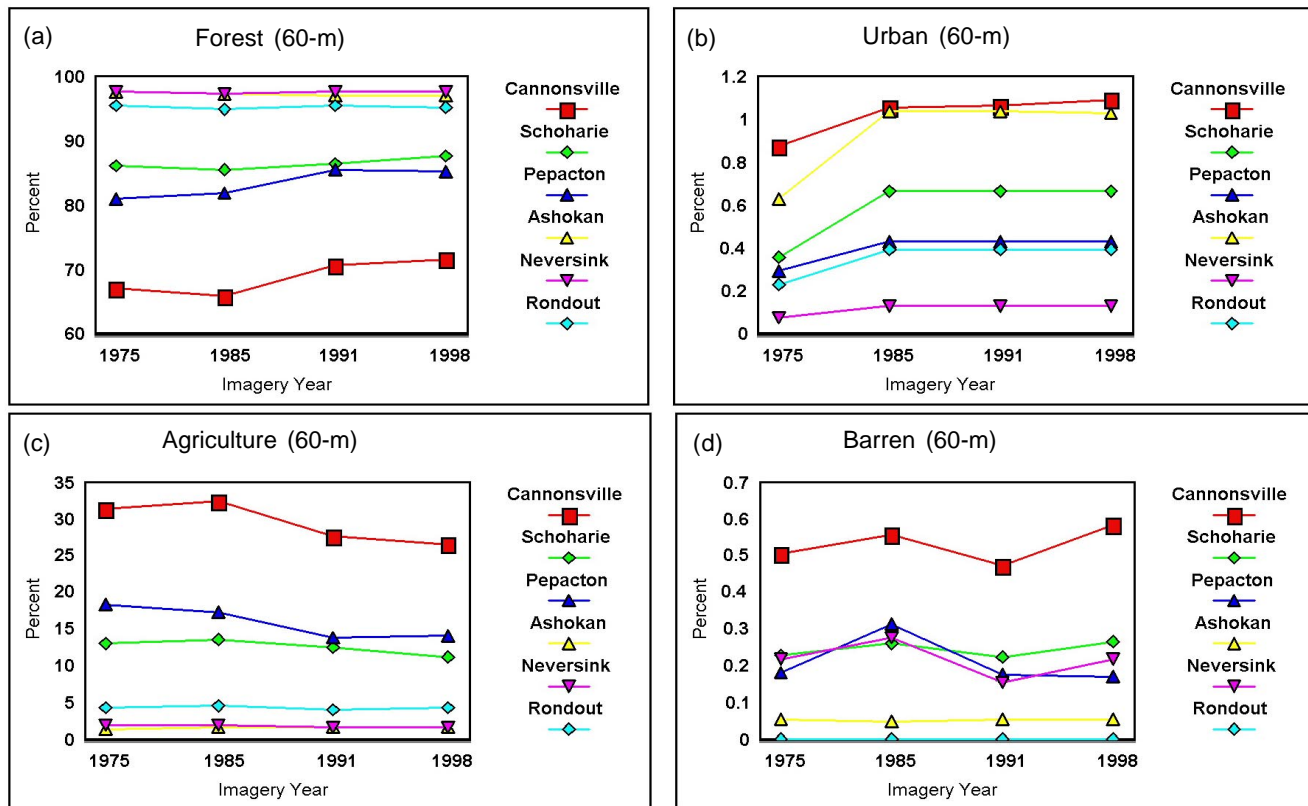 (a) Forest (60-m)
Percent
100
90
80
70
60
1975 1985 1991 1998
Imagery Year
Cannonsville
Schoharie
Pepacton
Ashokan
Neversink
Rondout
(b) Urban (60-m)
Percent
1.2
1
0.8
0.6
0.4
0.2
0
1975 1985 1991 1998
Imagery Year
Cannonsville
Schoharie
Pepacton
Ashokan
Neversink
Rondout
(c) Agriculture (60-m)
Percent
35
30
25
20
15
10
5
0
1975 1985 1991 1998
Imagery Year
Cannonsville
Schoharie
Pepacton
Ashokan
Neversink
Rondout
(d) Barren (60-m)
Percent
0.7
0.6
0.5
0.4
0.3
0.2
0.1
0
1975 1985 1991 1998
Imagery Year
Cannonsville
Schoharie
Pepacton
Ashokan
Neversink
Rondout